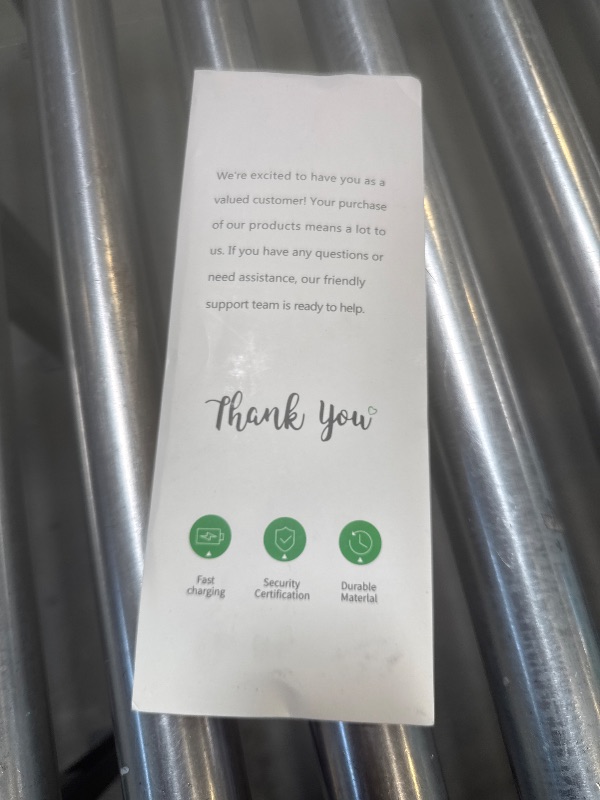 We're excited to have you as a
valued customer! Your purchase
of our products means a lot to
us. If you have any questions or
need assistance, our friendly
support team is ready to help.
Thank You
Fast
charging
Security
Certification
Durable
Material